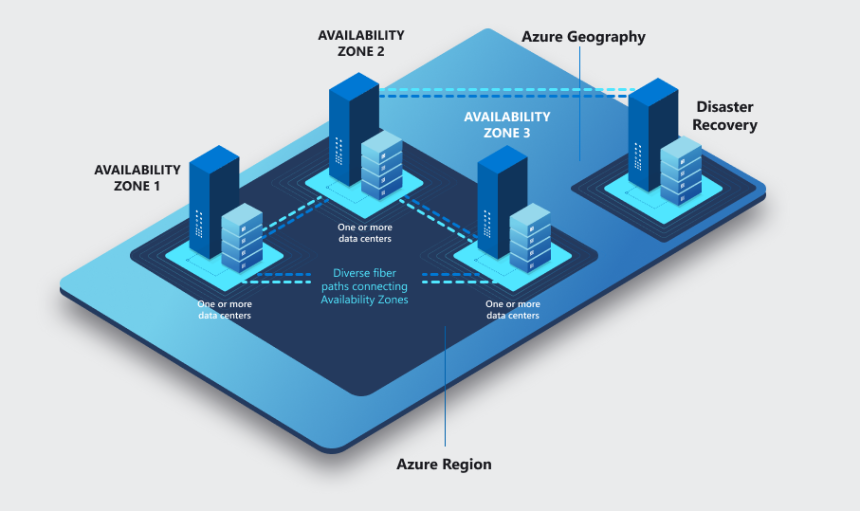 AVAILABILITY
ZONE 2
Azure Geography
Disaster
Recovery
AVAILABILITY
ZONE 3
AVAILABILITY
ZONE 1
One or more
data centers
Diverse fiber
paths connecting
Availability Zones
One or more
data centers
One or more
data centers
Azure Region